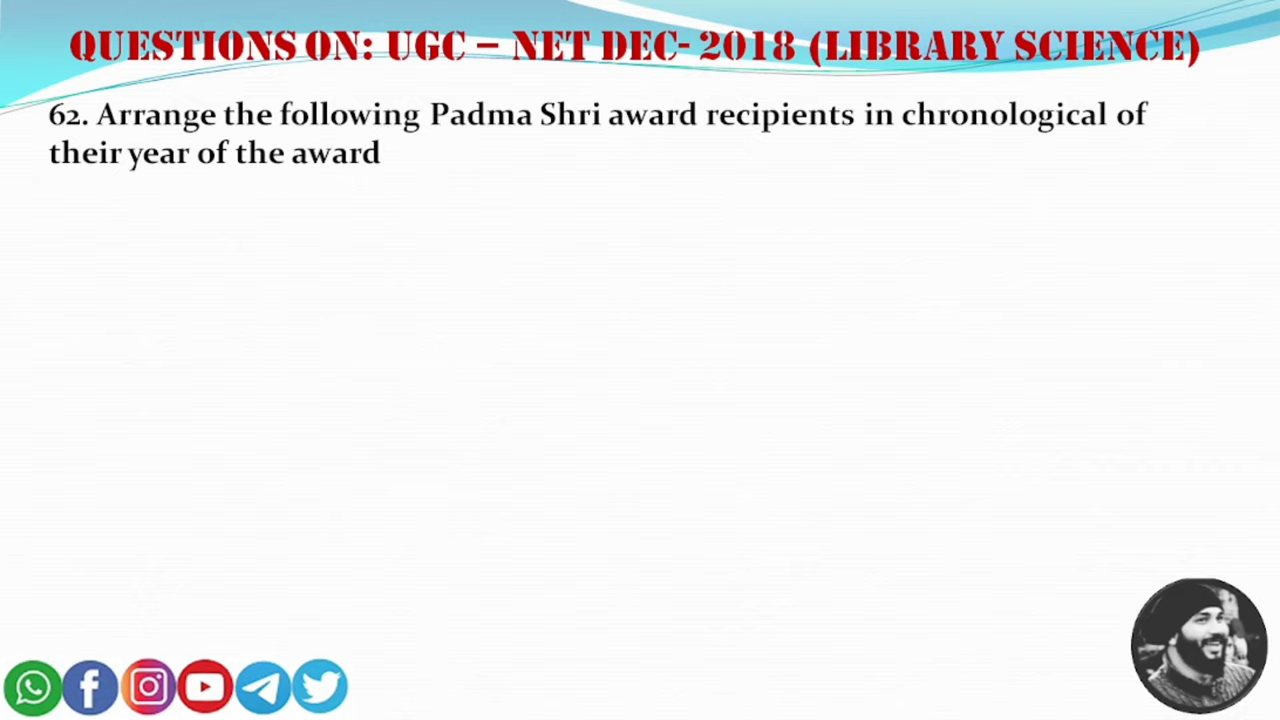 QUESTIONS ON: UGC – NET DEC- 2018 (LIBRARY SCIENCE)
62. Arrange the following Padma Shri award recipients in chronological of
their year of the award